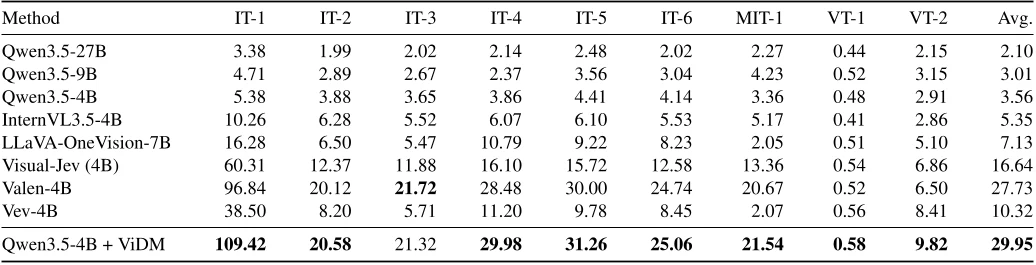 Method IT-1 IT-2 IT-3 IT-4 IT-5 IT-6 MIT-1 VT-1 VT-2 Avg.
Qwen3.5-27B 3.38 1.99 2.02 2.14 2.48 2.02 2.27 0.44 2.15 2.10
Qwen3.5-9B 4.71 2.89 2.67 2.37 3.56 3.04 4.23 0.52 3.15 3.01
Qwen3.5-4B 5.38 3.88 3.65 3.86 4.41 4.14 3.36 0.48 2.91 3.56
InternVL3.5-4B 10.26 6.28 5.52 6.07 6.10 5.53 5.17 0.41 2.86 5.35
LLaVA-OneVision-7B 16.28 6.50 5.47 10.79 9.22 8.23 2.05 0.51 5.10 7.13
Visual-Jev (4B) 60.31 12.37 11.88 16.10 15.72 12.58 13.36 0.54 6.86 16.64
Valen-4B 96.84 20.12 21.72 28.48 30.00 24.74 20.67 0.52 6.50 27.73
Vev-4B 38.50 8.20 5.71 11.20 9.78 8.45 2.07 0.56 8.41 10.32
Qwen3.5-4B + ViDM 109.42 20.58 21.32 29.98 31.26 25.06 21.54 0.58 9.82 29.95